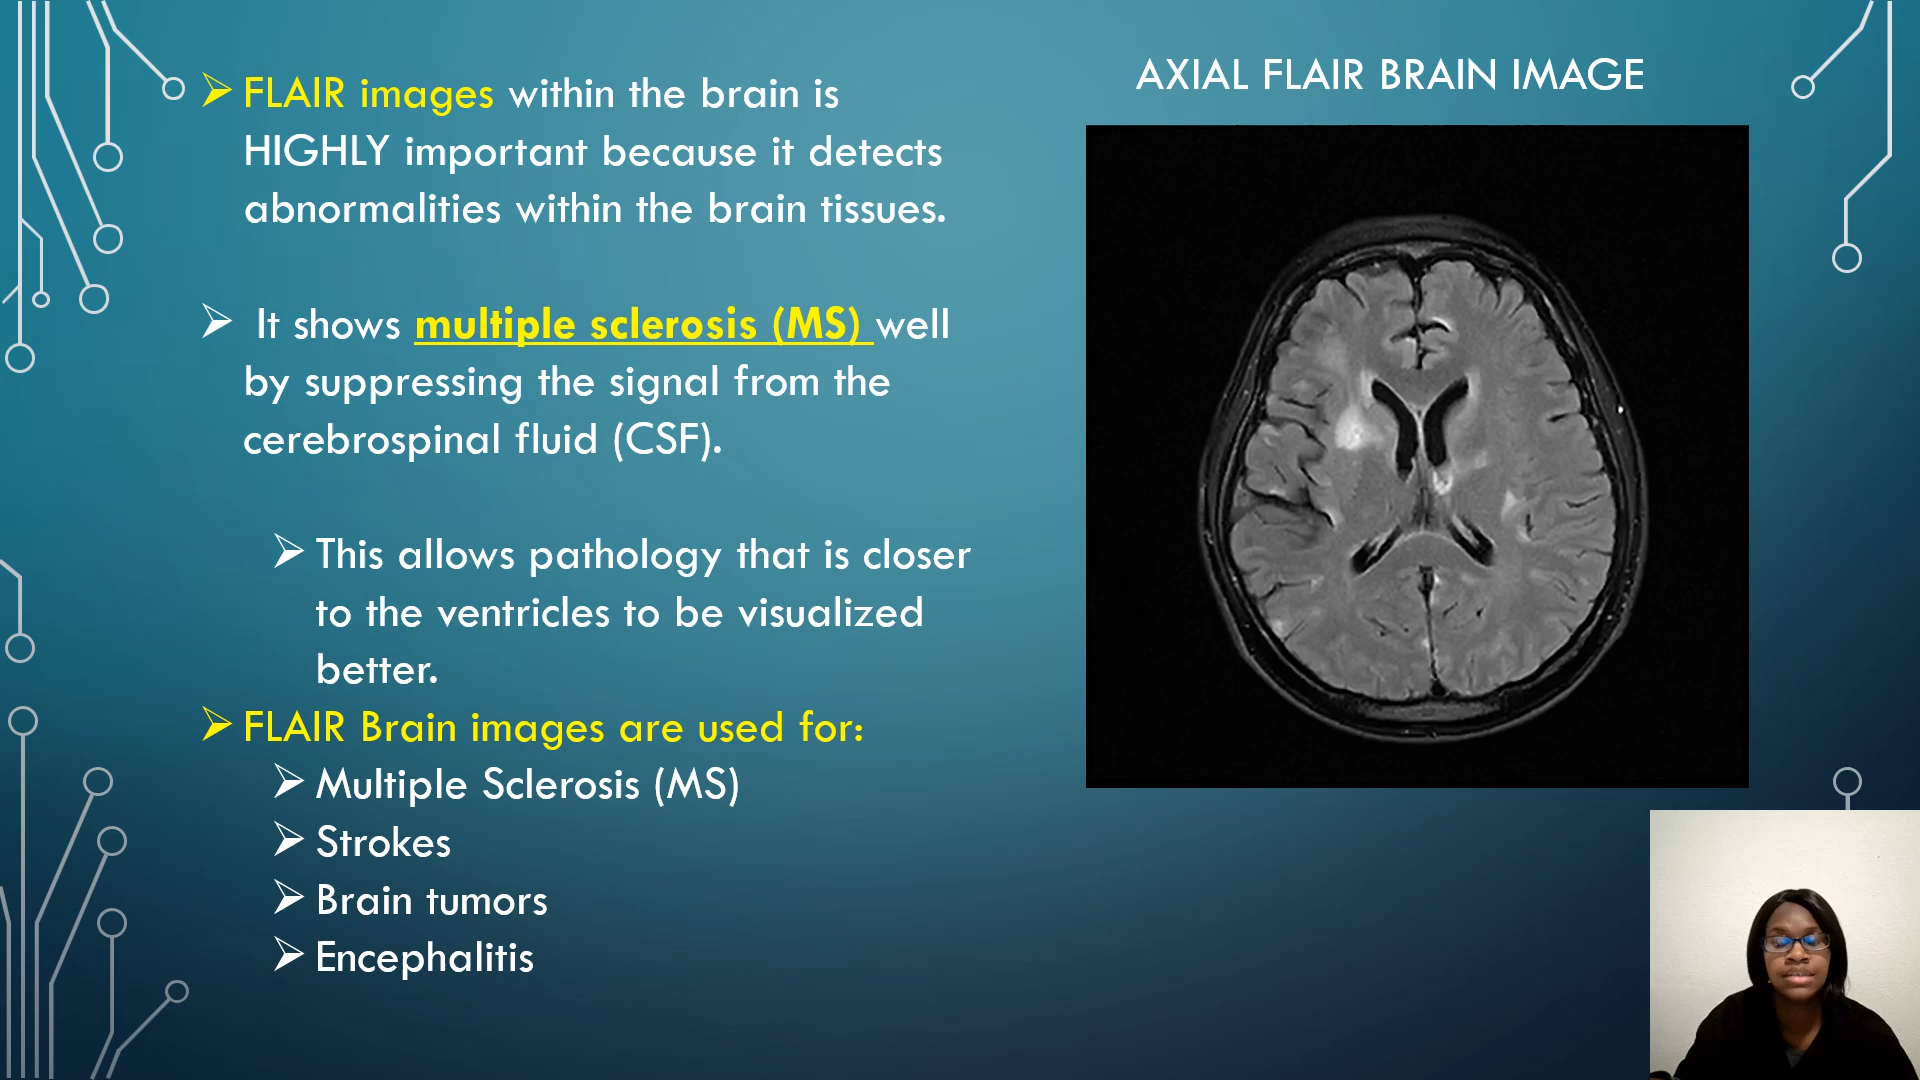 FLAIR images within the brain is
HIGHLY important because it detects
abnormalities within the brain tissues.
It shows multiple sclerosis (MS) well
by suppressing the signal from the
cerebrospinal fluid (CSF).
This allows pathology that is closer
to the ventricles to be visualized
better.
FLAIR Brain images are used for:
Multiple Sclerosis (MS)
Strokes
Brain tumors
Encephalitis
AXIAL FLAIR BRAIN IMAGE